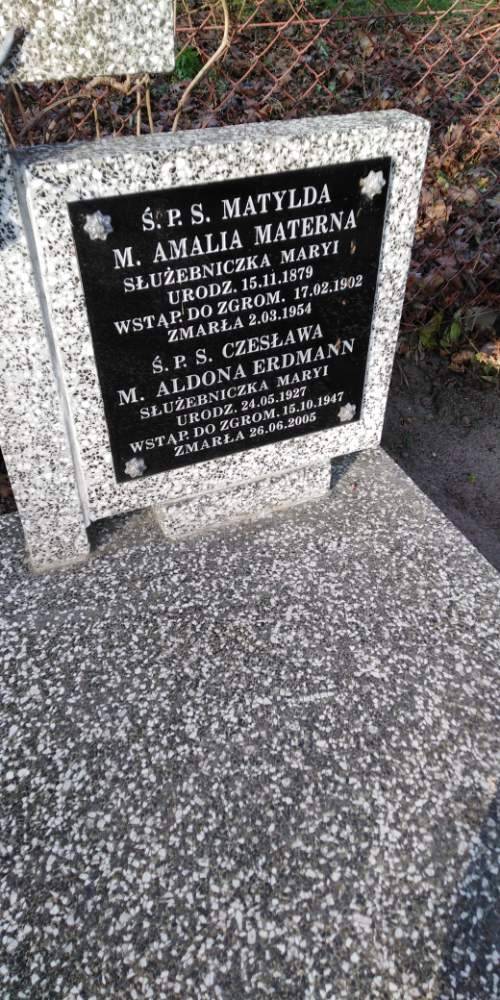 Ś.P. S. MATYLDA
M. AMALIA MATERNA
SŁUŻEBNICZKA MARYI
URODZ. 15.11.1879
WSTĄP. DO ZGROM. 17.02.1902
ZMARŁA 2.03.1954
Ś.P. S. CZESŁAWA
M. ALDONA ERDMANN
SŁUŻEBNICZKA MARYI
URODZ. 24.05.1927
WSTĄP. DO ZGROM. 15.10.1947
ZMARŁA 26.06.2005